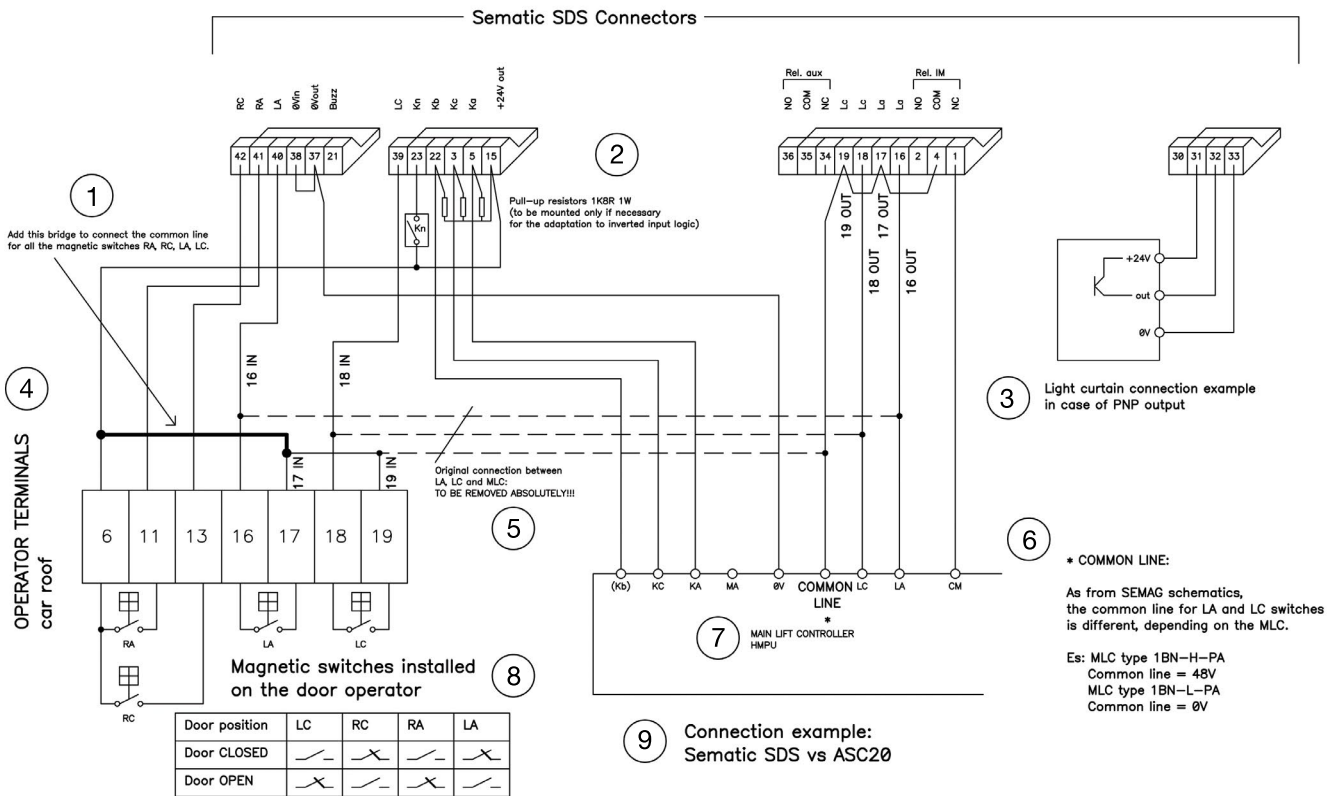 Sematic SDS Connectors
RC RA LA 0Vin 0Vout Buzz
LC Kn Kb Kc Ka +24V out
Rel. aux
Rel. IM
NO COM NC Lc Lc La La NO COM NC
42 41 40 38 37 21
39 23 22 3 5 15
36 35 34 19 18 17 16 2 4 1
30 31 32 33
1
Add this bridge to connect the common line
for all the magnetic switches RA, RC, LA, LC.
2
Pull-up resistors 1K8R 1W
(to be mounted only if necessary
for the adaptation to inverted input logic)
Kn
19 OUT
17 OUT
18 OUT
16 OUT
+24V
out
0V
3
Light curtain connection example
in case of PNP output
16 IN
18 IN
4
OPERATOR TERMINALS
car roof
17 IN
19 IN
Original connection between
LA, LC and MLC:
TO BE REMOVED ABSOLUTELY!!!
5
6 11 13 16 17 18 19
RA
LA
LC
RC
(Kb) KC KA MA 0V COMMON LC LA CM
LINE
*
7
MAIN LIFT CONTROLLER
HMPU
6
* COMMON LINE:
As from SEMAG schematics,
the common line for LA and LC switches
is different, depending on the MLC.
Es: MLC type 1BN-H-PA
Common line = 48V
MLC type 1BN-L-PA
Common line = 0V
Magnetic switches installed
on the door operator
8
Door position LC RC RA LA
Door CLOSED
Door OPEN
9
Connection example:
Sematic SDS vs ASC20